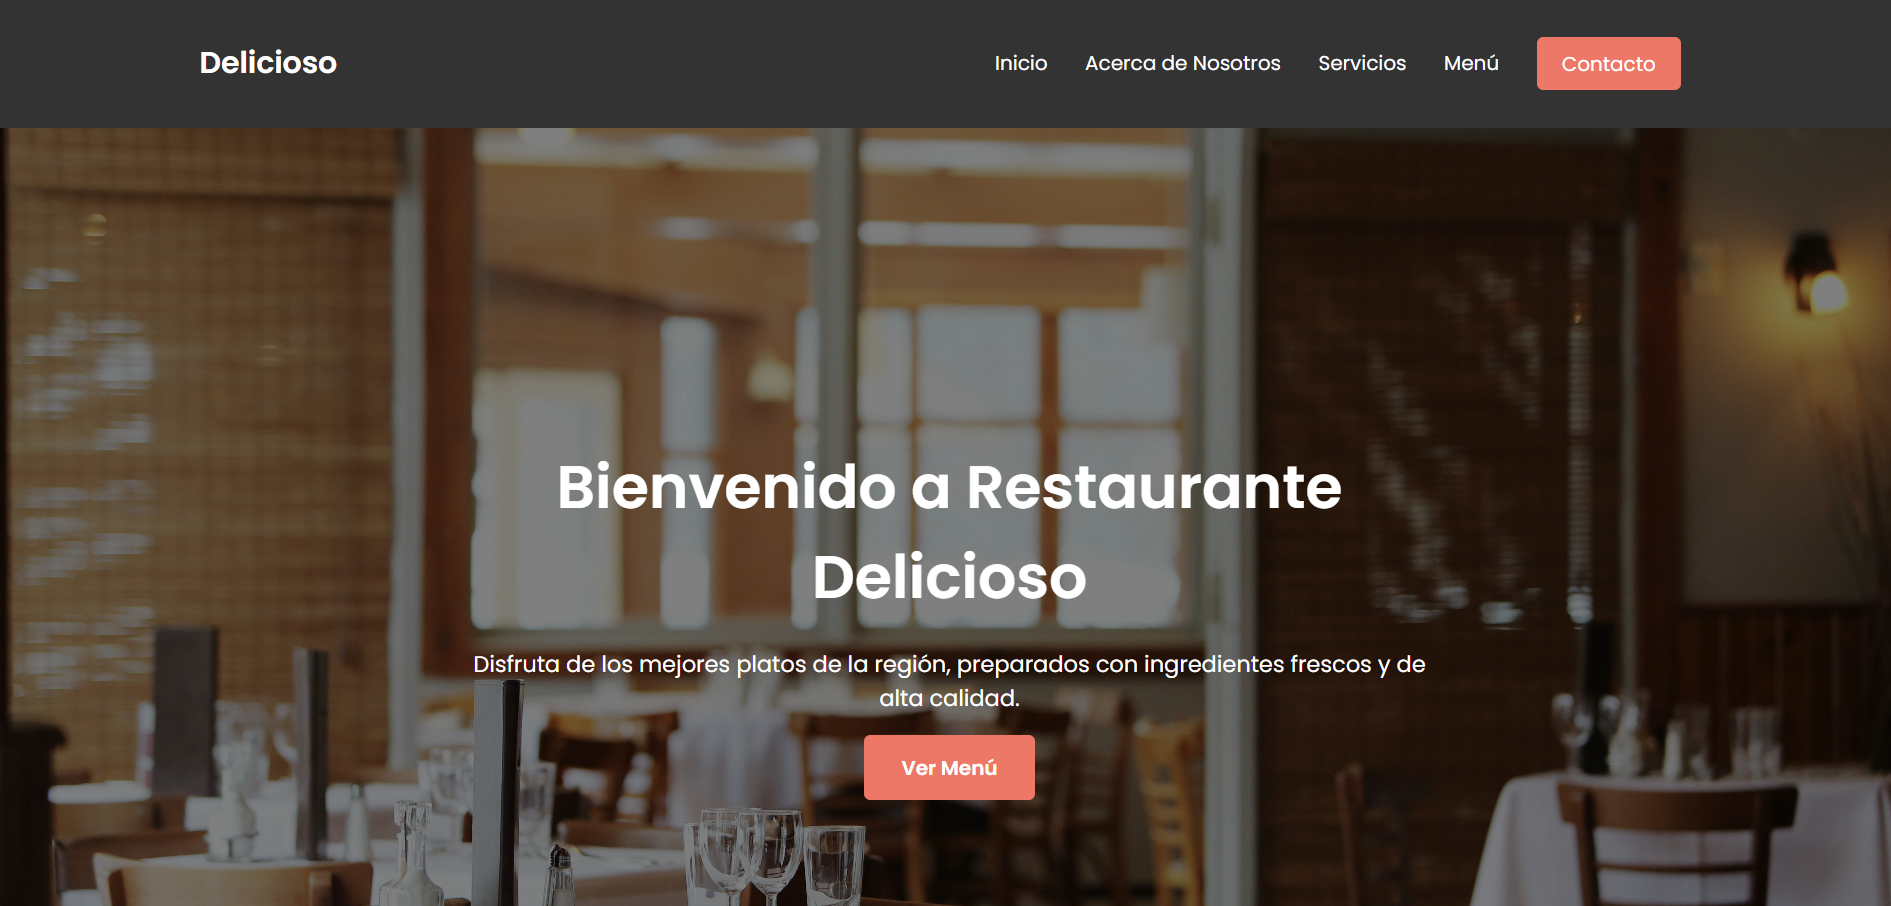 Delicioso
Inicio
Acerca de Nosotros
Servicios
Menú
Contacto
Bienvenido a Restaurante
Delicioso
Disfruta de los mejores platos de la región, preparados con ingredientes frescos y de
alta calidad.
Ver Menú